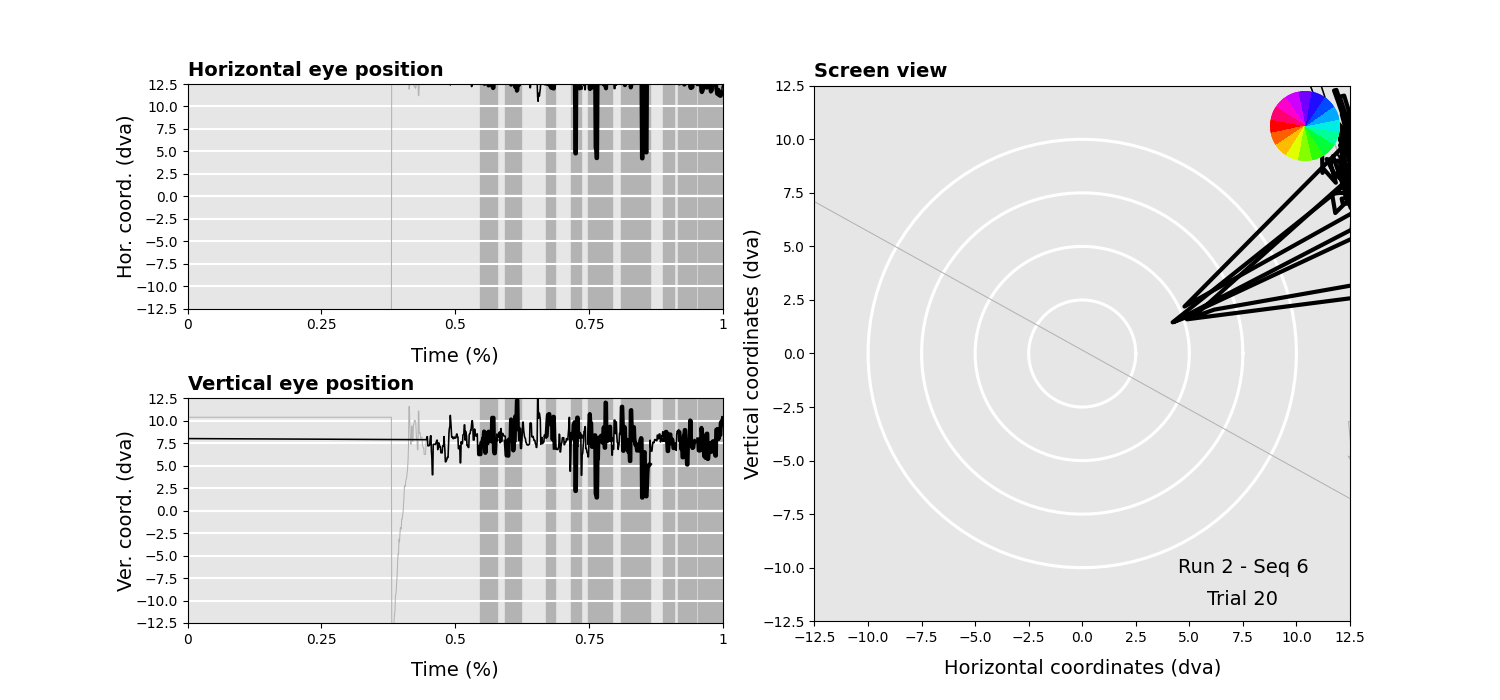 Horizontal eye position
Hor. coord. (dva)
12.5
10.0
7.5
5.0
2.5
0.0
−2.5
−5.0
−7.5
−10.0
−12.5
0 0.25 0.5 0.75 1
Time (%)
Vertical eye position
Ver. coord. (dva)
12.5
10.0
7.5
5.0
2.5
0.0
−2.5
−5.0
−7.5
−10.0
−12.5
0 0.25 0.5 0.75 1
Time (%)
Screen view
Vertical coordinates (dva)
12.5
10.0
7.5
5.0
2.5
0.0
−2.5
−5.0
−7.5
−10.0
−12.5
Run 2 - Seq 6
Trial 20
−12.5 −10.0 −7.5 −5.0 −2.5 0.0 2.5 5.0 7.5 10.0 12.5
Horizontal coordinates (dva)